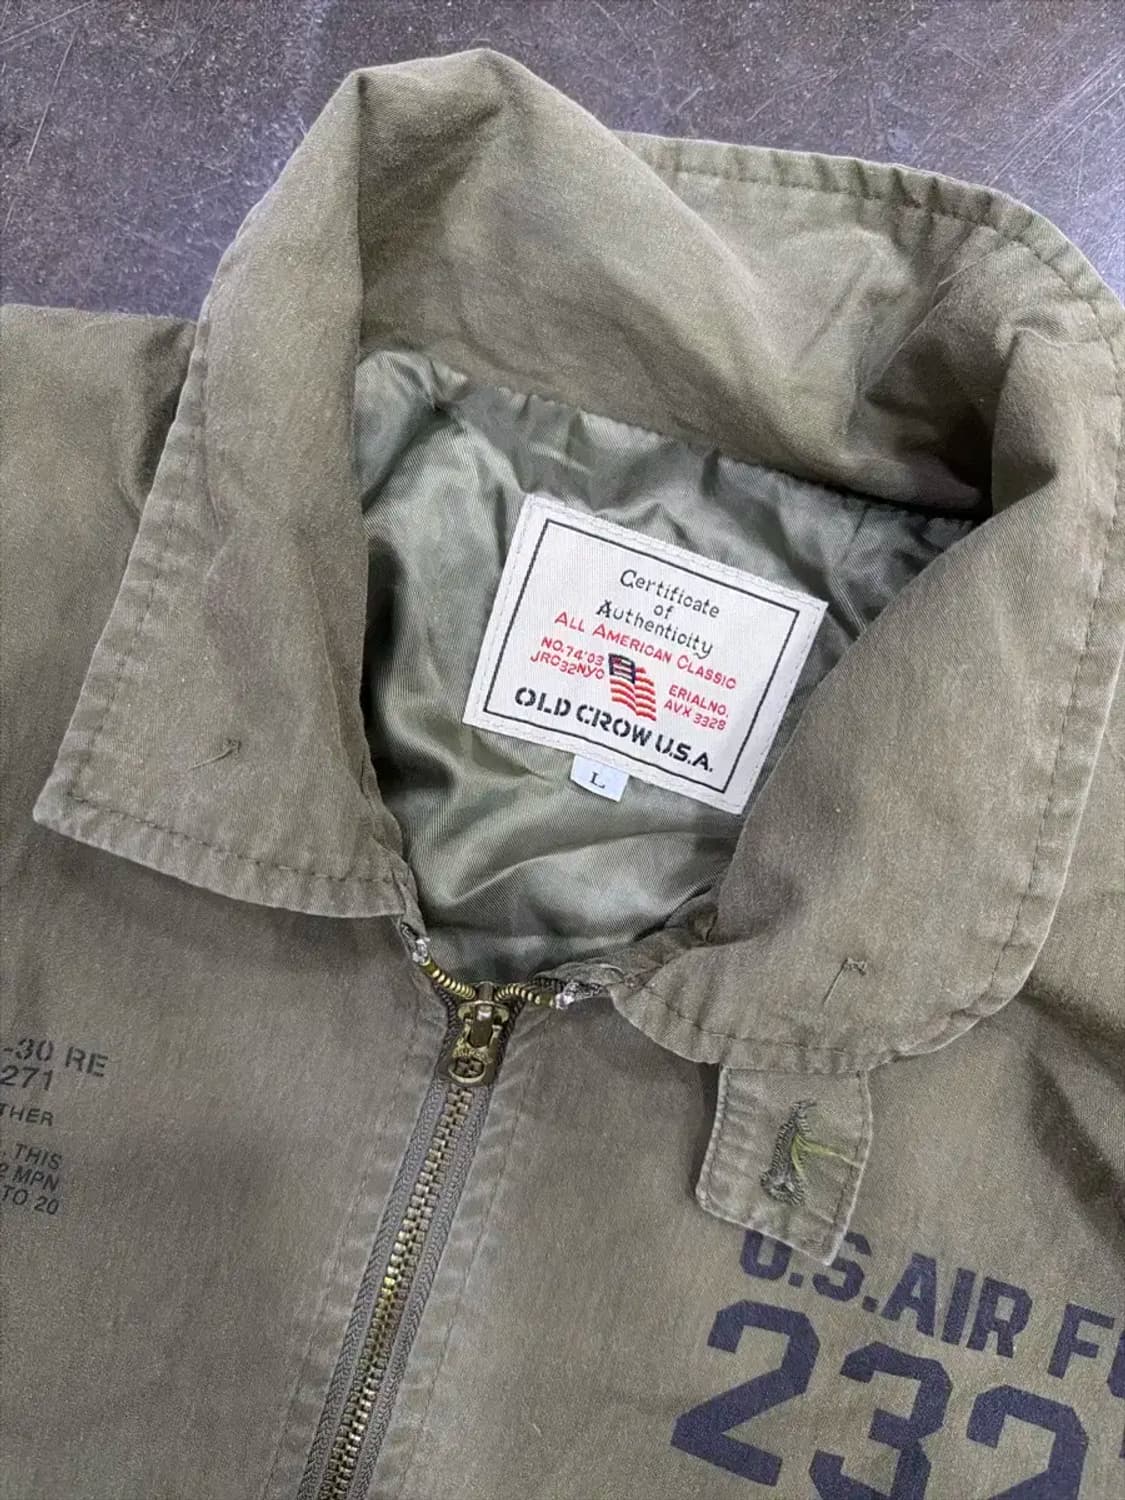 Certificate
of
Authenticity
ALL AMERICAN CLASSIC
NO.74'03
JRC32NYC
ERIALNO.
AVX 3328
OLD CROW U.S.A.
L
-30 RE
271
THER
THIS
2 MPN
TO 20
U.S.AIR F
232